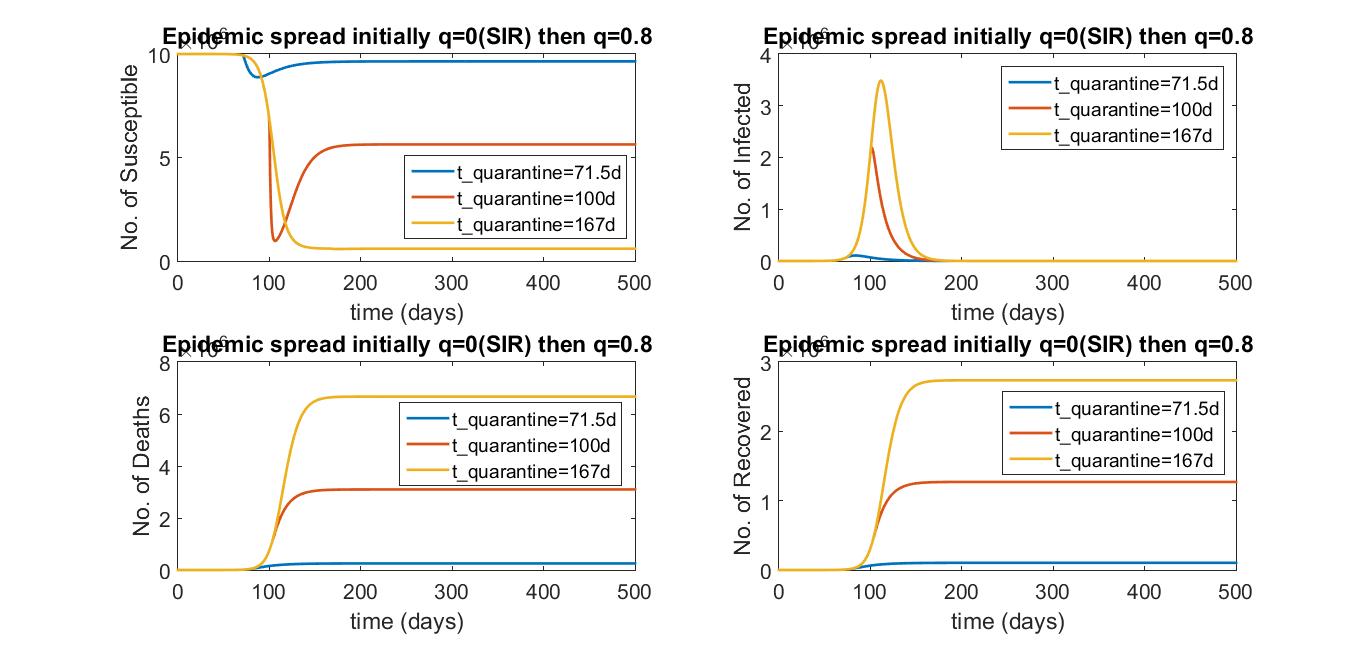 Epidemic spread initially q=0(SIR) then q=0.8
No. of Susceptible
10
5
0
t_quarantine=71.5d
t_quarantine=100d
t_quarantine=167d
0 100 200 300 400 500
time (days)
Epidemic spread initially q=0(SIR) then q=0.8
No. of Infected
4
3
2
1
0
t_quarantine=71.5d
t_quarantine=100d
t_quarantine=167d
0 100 200 300 400 500
time (days)
Epidemic spread initially q=0(SIR) then q=0.8
No. of Deaths
8
6
4
2
0
t_quarantine=71.5d
t_quarantine=100d
t_quarantine=167d
0 100 200 300 400 500
time (days)
Epidemic spread initially q=0(SIR) then q=0.8
No. of Recovered
3
2
1
0
t_quarantine=71.5d
t_quarantine=100d
t_quarantine=167d
0 100 200 300 400 500
time (days)